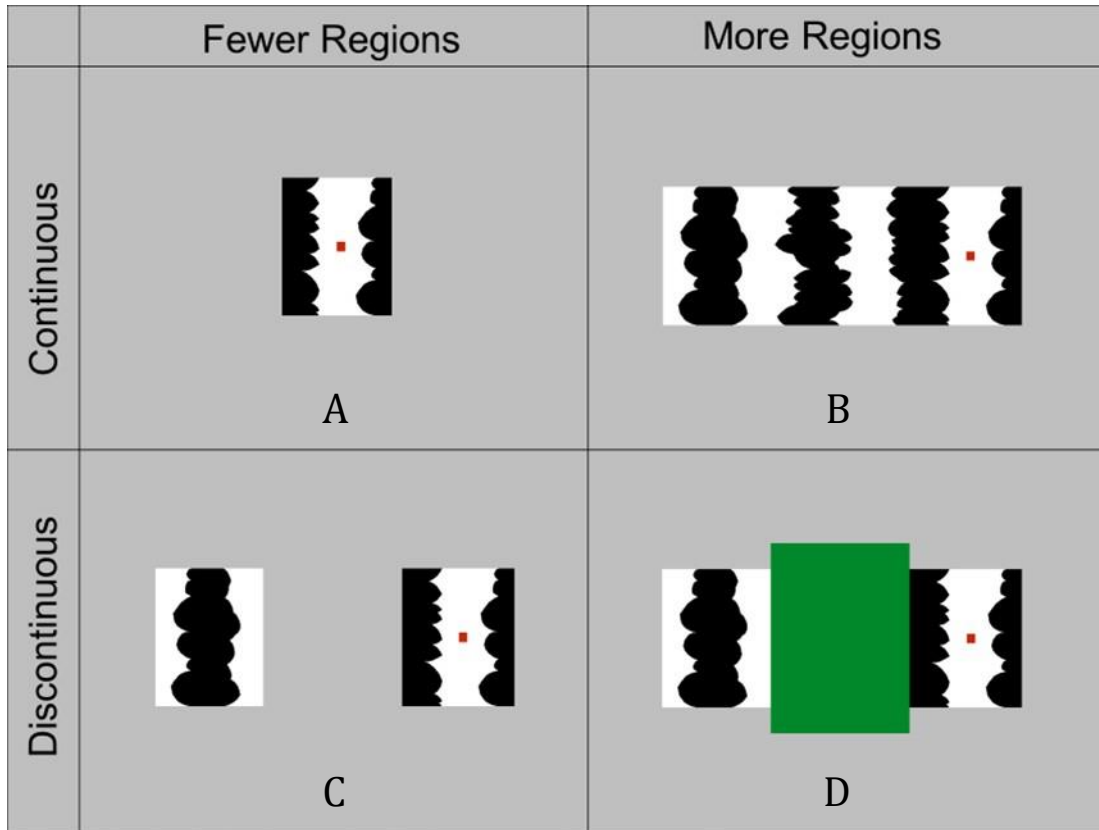 Fewer Regions
More Regions
Continuous
A
B
Discontinuous
C
D